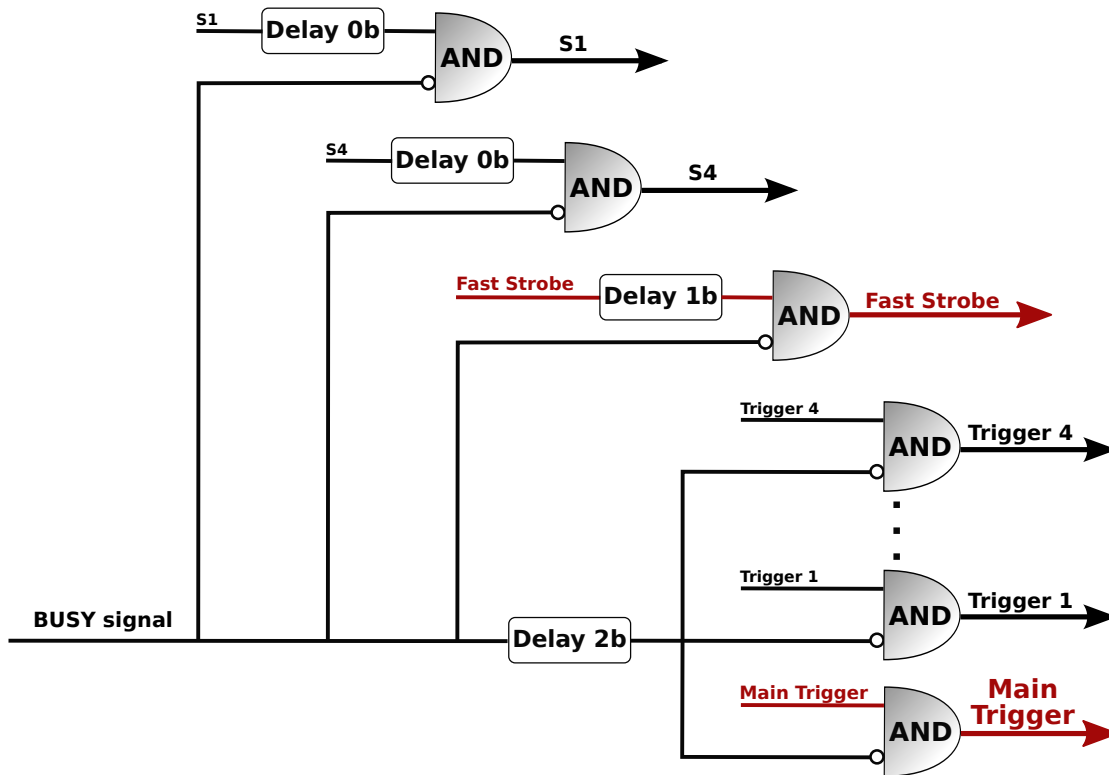 S1
Delay 0b
AND
S1
S4
Delay 0b
AND
S4
Fast Strobe
Delay 1b
AND
Fast Strobe
Trigger 4
AND
Trigger 4
Trigger 1
AND
Trigger 1
BUSY signal
Delay 2b
Main Trigger
AND
Main
Trigger